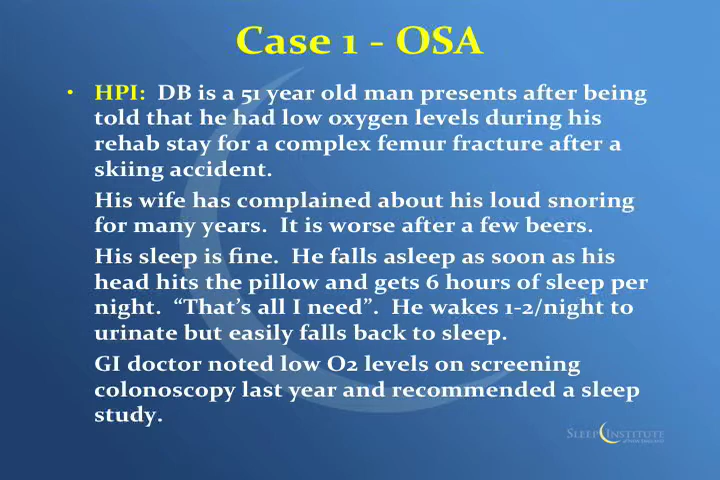 Case 1 - OSA
• HPI: DB is a 51 year old man presents after being
told that he had low oxygen levels during his
rehab stay for a complex femur fracture after a
skiing accident.
His wife has complained about his loud snoring
for many years. It is worse after a few beers.
His sleep is fine. He falls asleep as soon as his
head hits the pillow and gets 6 hours of sleep per
night. “That’s all I need”. He wakes 1-2/night to
urinate but easily falls back to sleep.
GI doctor noted low O2 levels on screening
colonoscopy last year and recommended a sleep
study.
SLEEP INSTITUTE
of NEW ENGLAND